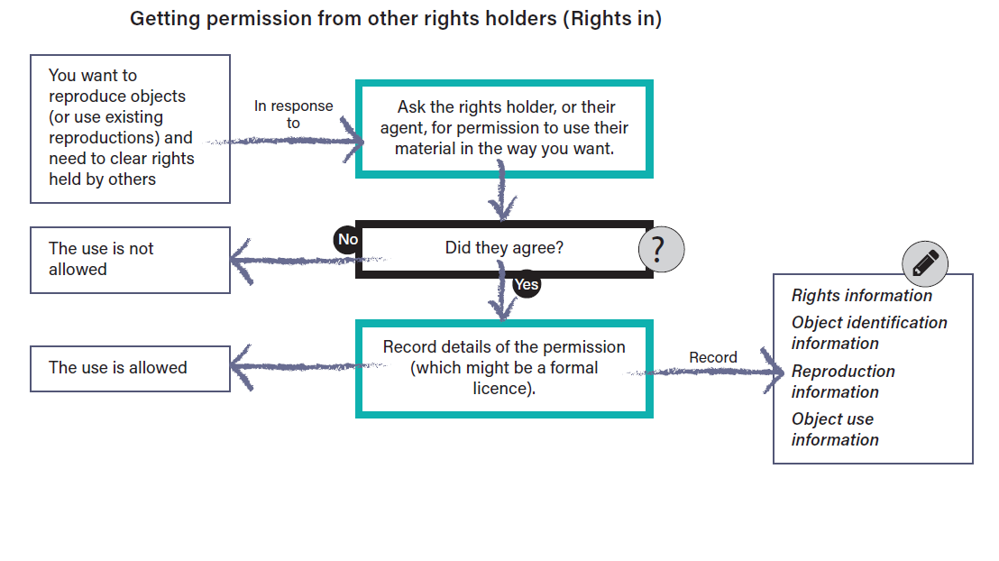 Getting permission from other rights holders (Rights in)
You want to
reproduce objects
(or use existing
reproductions) and
need to clear rights
held by others
In response
to
Ask the rights holder, or their
agent, for permission to use their
material in the way you want.
Did they agree?
?
No
The use is not
allowed
Yes
Record details of the permission
(which might be a formal
licence).
The use is allowed
Record
Rights information
Object identification
information
Reproduction
information
Object use
information